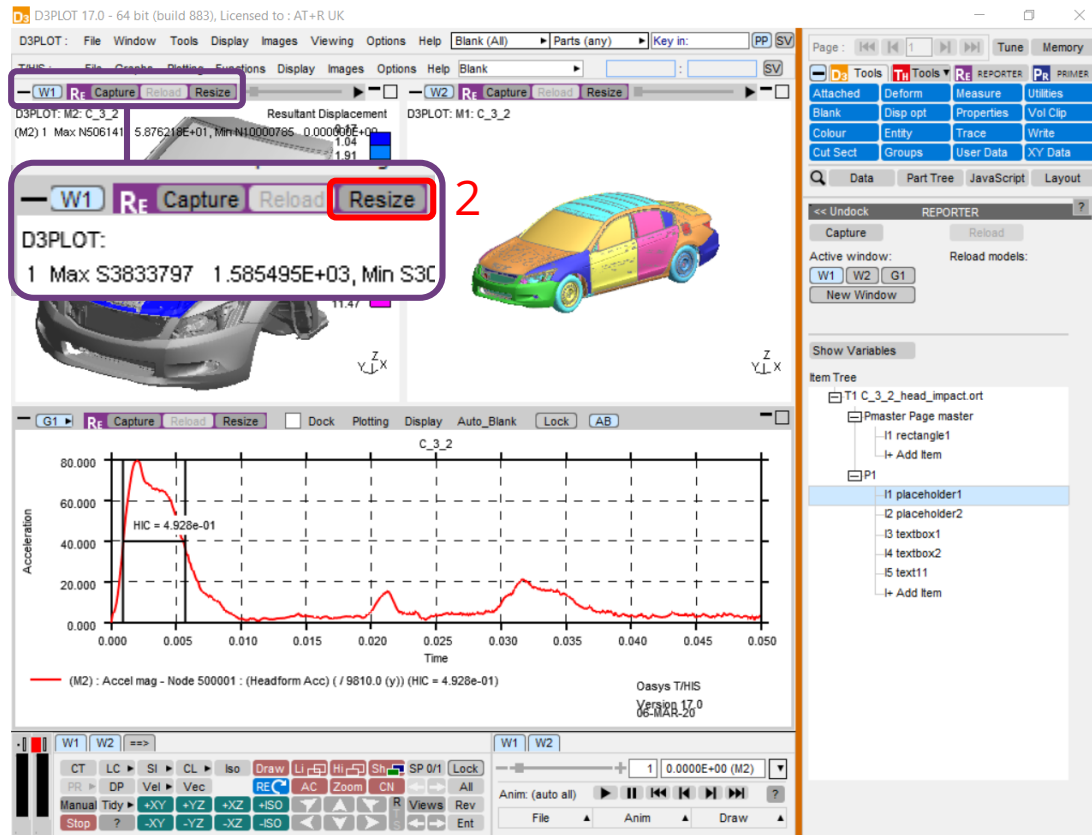 D3 D3PLOT 17.0 - 64 bit (build 883), Licensed to : AT+R UK
D3PLOT : File Window Tools Display Images Viewing Options Help Blank (All) Parts (any) Key in: PP SV
T/HIS : File Graphs Plotting Functions Display Images Options Help Blank : SV
W1 RE Capture Reload Resize
W2 RE Capture Reload Resize
D3PLOT: M2: C_3_2 Resultant Displacement
D3PLOT: M1: C_3_2
(M2) 1 Max N506141 5.876218E+01, Min N10000785 0.000000E+00
1.04
1.91
W1 RE Capture Reload Resize 2
D3PLOT:
1 Max S3833797 1.585495E+03, Min S30
11.47
Z
Y X
Z
Y X
G1 RE Capture Reload Resize Dock Plotting Display Auto_Blank Lock AB
C_3_2
80.000
60.000
40.000
20.000
0.000
Acceleration
HIC = 4.928e-01
0.000 0.005 0.010 0.015 0.020 0.025 0.030 0.035 0.040 0.045 0.050
Time
(M2) : Accel mag - Node 500001 : (Headform Acc) ( / 9810.0 (y)) (HIC = 4.928e-01)
Oasys T/HIS
Version 17.0
06-MAR-20
W1 W2 ==>
CT LC SI CL Iso Draw Li Hi Sh SP 0/1 Lock
PR DP Vel Vec RE AC Zoom CN All
Manual Tidy +XY +YZ +XZ +ISO R Views Rev
Stop ? -XY -YZ -XZ -ISO T S Ent
W1 W2
1 0.0000E+00 (M2)
Anim: (auto all) ?
File Anim Draw
Page : 1 Tune Memory
D3 Tools TH Tools RE REPORTER PR PRIMER
Attached Deform Measure Utilities
Blank Disp opt Properties Vol Clip
Colour Entity Trace Write
Cut Sect Groups User Data XY Data
Data Part Tree JavaScript Layout
<< Undock REPORTER ?
Capture Reload
Active window: Reload models:
W1 W2 G1
New Window
Show Variables
Item Tree
T1 C_3_2_head_impact.ort
Pmaster Page master
I1 rectangle1
I+ Add Item
P1
I1 placeholder1
I2 placeholder2
I3 textbox1
I4 textbox2
I5 text11
I+ Add Item